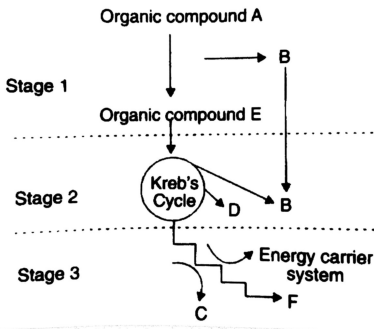 Organic compound A
B
Stage 1
Organic compound E
Kreb's
Cycle
Stage 2
D
B
Energy carrier
system
Stage 3
F
C